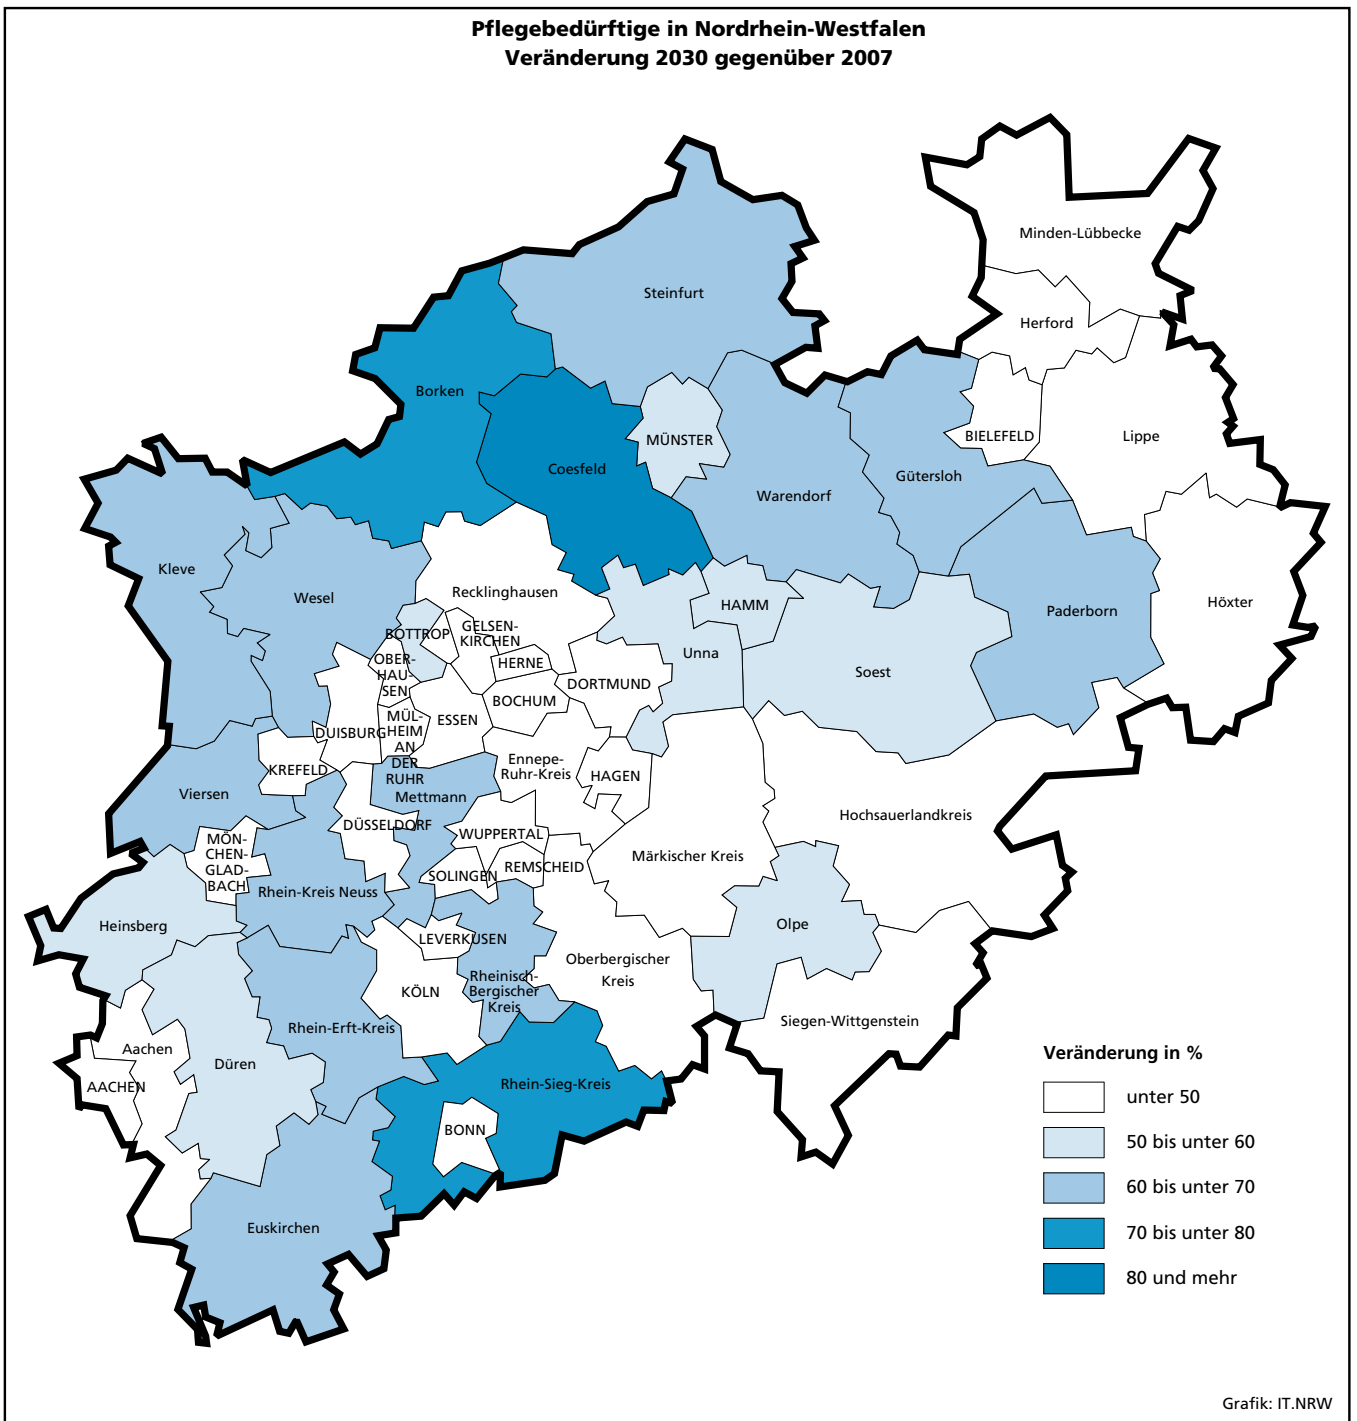 Pflegebedürftige in Nordrhein-Westfalen
Veränderung 2030 gegenüber 2007
Minden-Lübbecke
Steinfurt
Herford
Borken
MÜNSTER
BIELEFELD
Lippe
Coesfeld
Gütersloh
Warendorf
Kleve
Wesel
Recklinghausen
HAMM
Paderborn
Höxter
BOTTROP
GELSEN-
KIRCHEN
Unna
OBER-
HAU-
SEN
HERNE
Soest
DORTMUND
BOCHUM
DUISBURG
MÜL-
HEIM
AN
DER
RUHR
ESSEN
KREFELD
Ennepe-
Ruhr-Kreis
HAGEN
Viersen
Mettmann
Hochsauerlandkreis
DÜSSELDORF
WUPPERTAL
MÖN-
CHEN-
GLAD-
BACH
Märkischer Kreis
REMSCHEID
SOLINGEN
Rhein-Kreis Neuss
Heinsberg
Olpe
LEVERKUSEN
Oberbergischer
Kreis
Rheinisch-
Bergischer
Kreis
KÖLN
Siegen-Wittgenstein
Rhein-Erft-Kreis
Aachen
Düren
AACHEN
Rhein-Sieg-Kreis
BONN
Euskirchen
Veränderung in %
unter 50
50 bis unter 60
60 bis unter 70
70 bis unter 80
80 und mehr
Grafik: IT.NRW